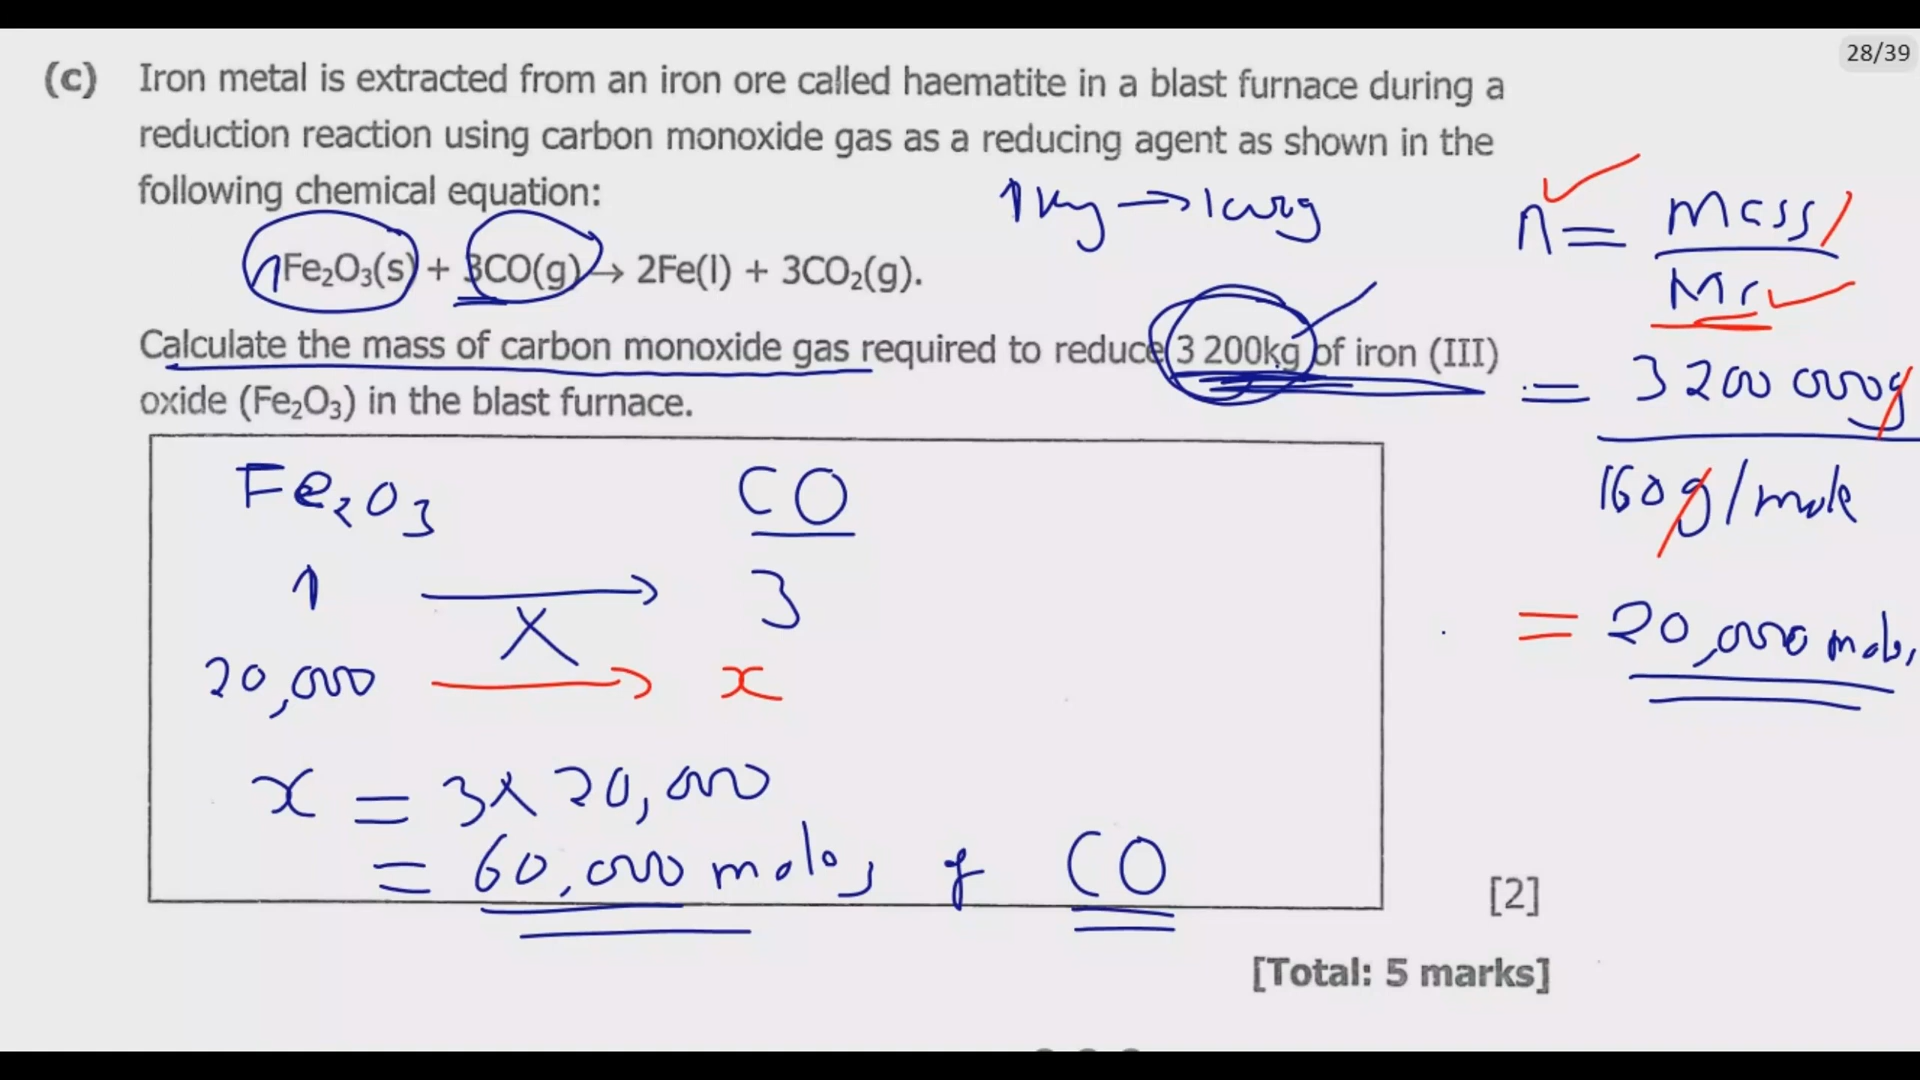 28/39
(c) Iron metal is extracted from an iron ore called haematite in a blast furnace during a
reduction reaction using carbon monoxide gas as a reducing agent as shown in the
following chemical equation:
1Fe₂O₃(s) + 3CO(g) → 2Fe(l) + 3CO₂(g).
1kg → 1000g
Calculate the mass of carbon monoxide gas required to reduce 3 200kg of iron (III)
oxide (Fe₂O₃) in the blast furnace.
n = mass
Mr
= 3200 000g
160g/mole
= 20,000 moles
Fe₂O₃ CO
1 → 3
X
20,000 → x
x = 3 x 20,000
= 60,000 moles of CO
[2]
[Total: 5 marks]